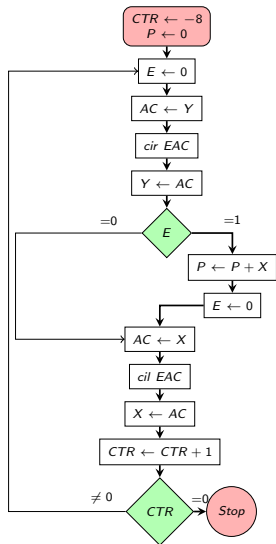 CTR ← −8
P ← 0
E ← 0
AC ← Y
cir EAC
Y ← AC
=0
=1
E
P ← P + X
E ← 0
AC ← X
cil EAC
X ← AC
CTR ← CTR + 1
≠ 0
=0
CTR
Stop